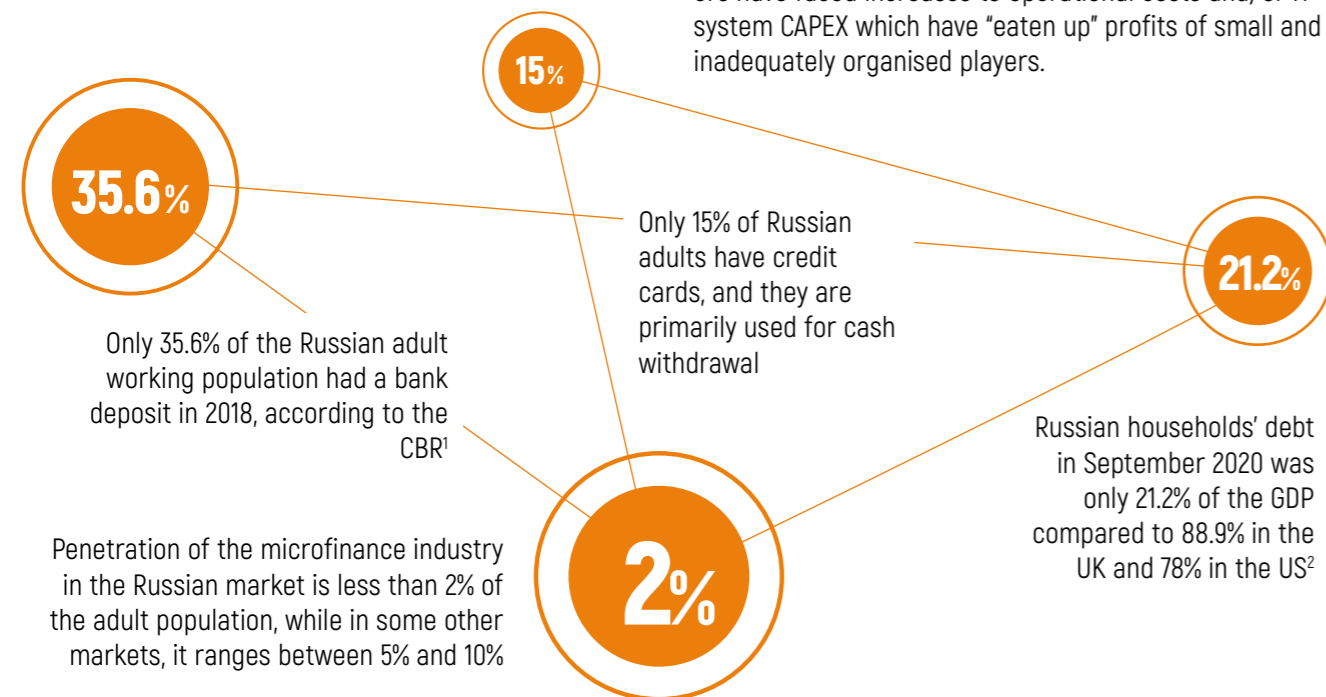 system CAPEX which have “eaten up” profits of small and
inadequately organised players.
15%
35.6%
Only 15% of Russian
adults have credit
cards, and they are
primarily used for cash
withdrawal
21.2%
Only 35.6% of the Russian adult
working population had a bank
deposit in 2018, according to the
CBR¹
Russian households’ debt
in September 2020 was
only 21.2% of the GDP
compared to 88.9% in the
UK and 78% in the US²
Penetration of the microfinance industry
in the Russian market is less than 2% of
the adult population, while in some other
markets, it ranges between 5% and 10%
2%